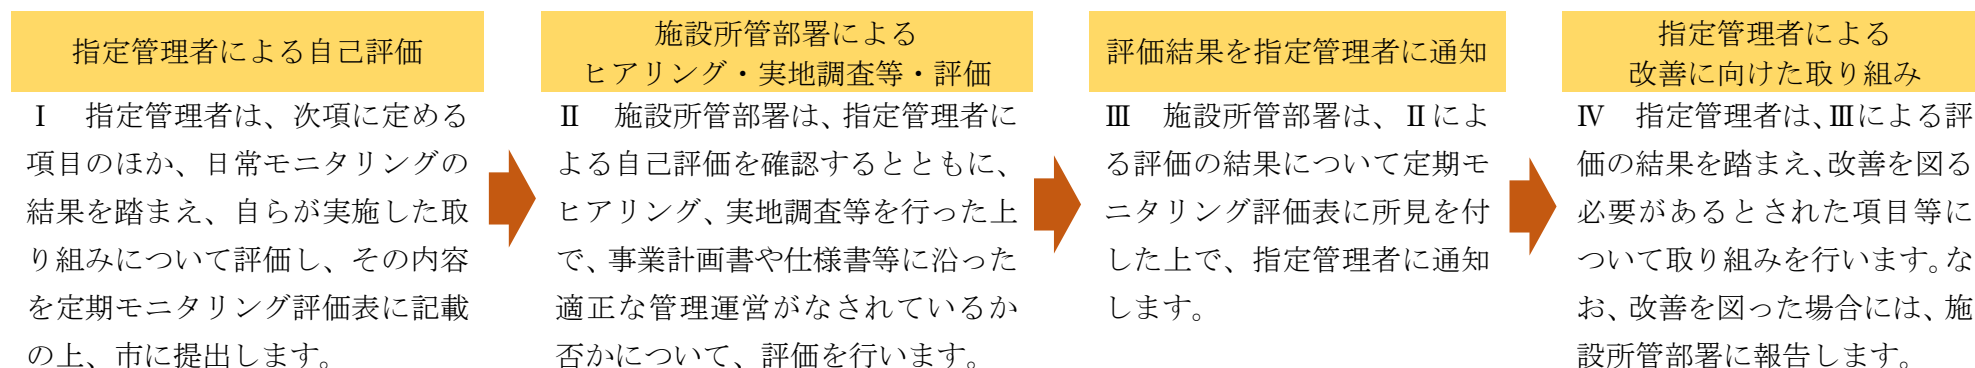 指定管理者による自己評価
Ⅰ　指定管理者は、次項に定める
項目のほか、日常モニタリングの
結果を踏まえ、自らが実施した取
り組みについて評価し、その内容
を定期モニタリング評価表に記載
の上、市に提出します。
施設所管部署による
ヒアリング・実地調査等・評価
Ⅱ　施設所管部署は、指定管理者に
よる自己評価を確認するとともに、
ヒアリング、実地調査等を行った上
で、事業計画書や仕様書等に沿った
適正な管理運営がなされているか
否かについて、評価を行います。
評価結果を指定管理者に通知
Ⅲ　施設所管部署は、Ⅱによ
る評価の結果について定期モ
ニタリング評価表に所見を付
した上で、指定管理者に通知
します。
指定管理者による
改善に向けた取り組み
Ⅳ　指定管理者は、Ⅲによる評
価の結果を踏まえ、改善を図る
必要があるとされた項目等に
ついて取り組みを行います。な
お、改善を図った場合には、施
設所管部署に報告します。